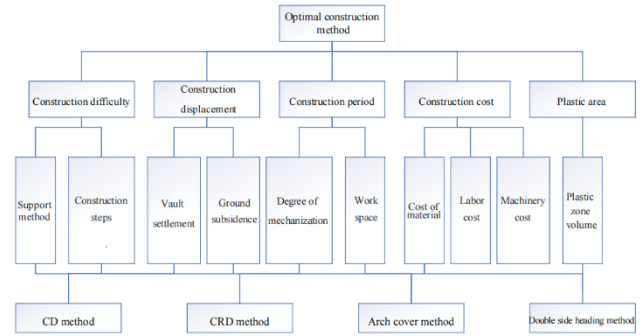 Optimal construction
method
Construction difficulty
Construction
displacement
Construction period
Construction cost
Plastic area
Support
method
Construction
steps
Vault
settlement
Ground
subsidence
Degree of
mechanization
Work
space
Cost of
material
Labor
cost
Machinery
cost
Plastic
zone
volume
CD method
CRD method
Arch cover method
Double side heading method